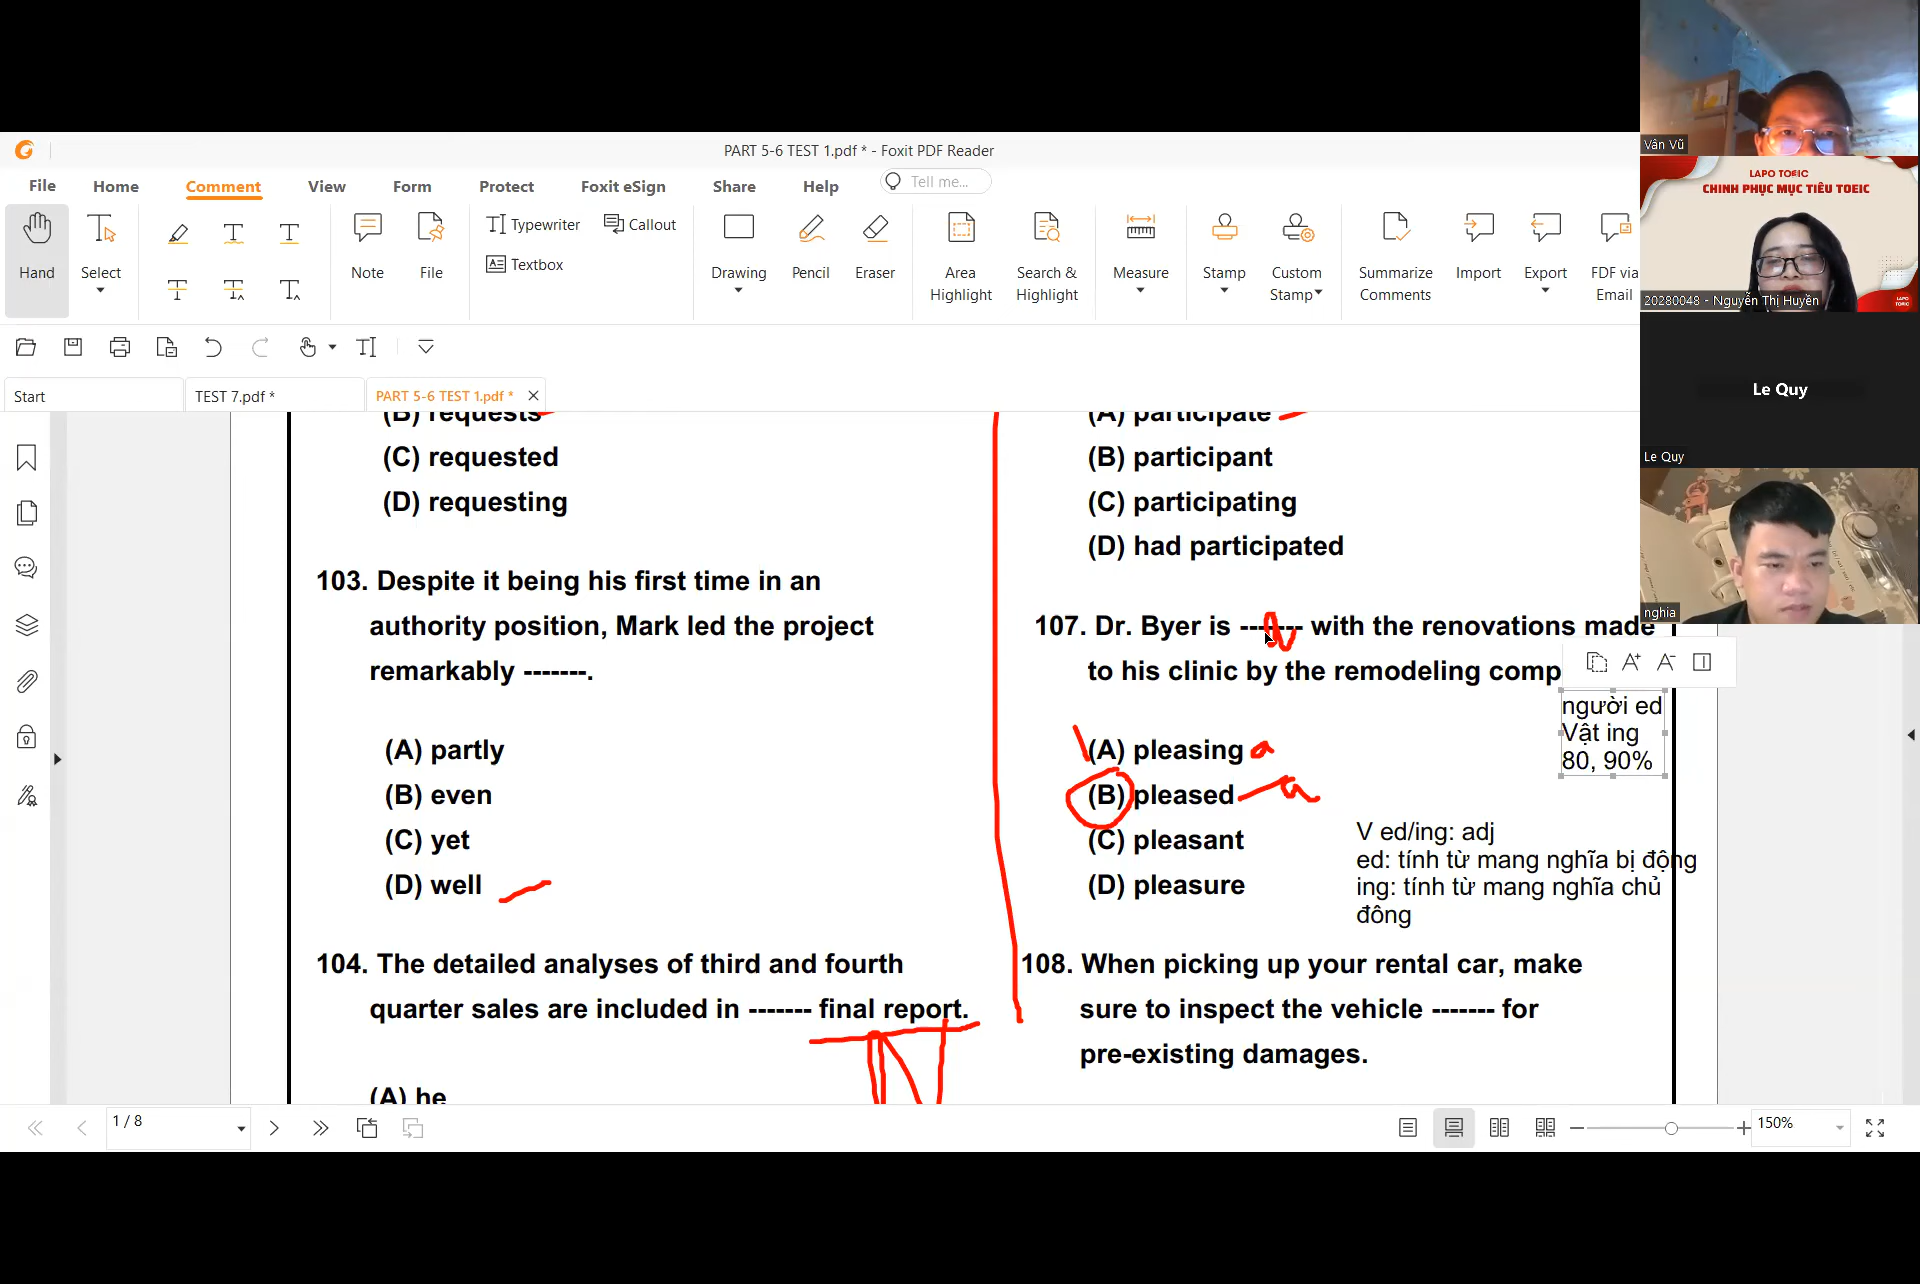 PART 5-6 TEST 1.pdf * - Foxit PDF Reader
File Home Comment View Form Protect Foxit eSign Share Help Tell me...
Hand
Select
Note
File
Typewriter
Callout
Textbox
Drawing
Pencil
Eraser
Area Highlight
Search & Highlight
Measure
Stamp
Custom Stamp
Summarize Comments
Import
Export
FDF via Email
Start
TEST 7.pdf *
PART 5-6 TEST 1.pdf *
(B) requests
(C) requested
(D) requesting
103. Despite it being his first time in an
authority position, Mark led the project
remarkably -------.
(A) partly
(B) even
(C) yet
(D) well
104. The detailed analyses of third and fourth
quarter sales are included in ------- final report.
(A) he
(A) participate
(B) participant
(C) participating
(D) had participated
107. Dr. Byer is ------- with the renovations made
to his clinic by the remodeling comp
(A) pleasing a
(B) pleased a
(C) pleasant
(D) pleasure
người ed
Vật ing
80, 90%
V ed/ing: adj
ed: tính từ mang nghĩa bị động
ing: tính từ mang nghĩa chủ
đông
108. When picking up your rental car, make
sure to inspect the vehicle ------- for
pre-existing damages.
1 / 8
150%
Vân Vũ
LAPO TOEIC
CHINH PHỤC MỤC TIÊU TOEIC
20280048 - Nguyễn Thị Huyền
Le Quy
Le Quy
nghia